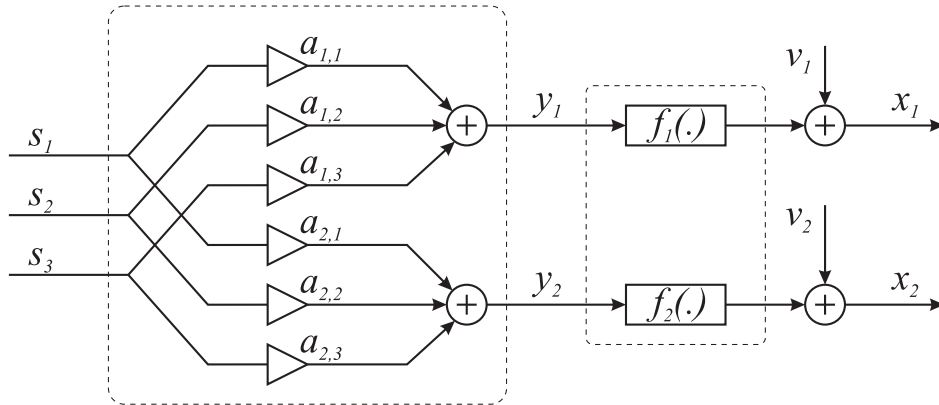 s1
s2
s3
a1,1
a1,2
a1,3
a2,1
a2,2
a2,3
+
+
y1
y2
f1(.)
f2(.)
v1
v2
+
+
x1
x2